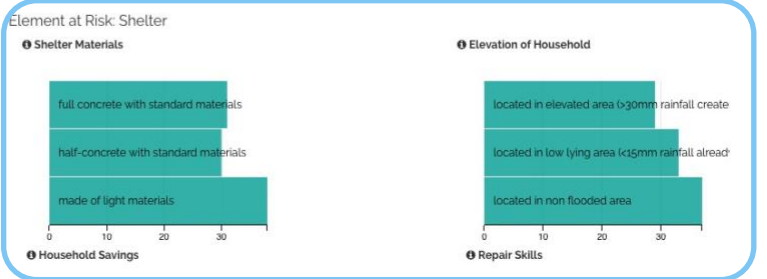 Element at Risk: Shelter
Shelter Materials
full concrete with standard materials
half-concrete with standard materials
made of light materials
0 10 20 30
Elevation of Household
located in elevated area (>30mm rainfall create
located in low lying area (<15mm rainfall alread
located in non flooded area
0 10 20 30
Household Savings
Repair Skills